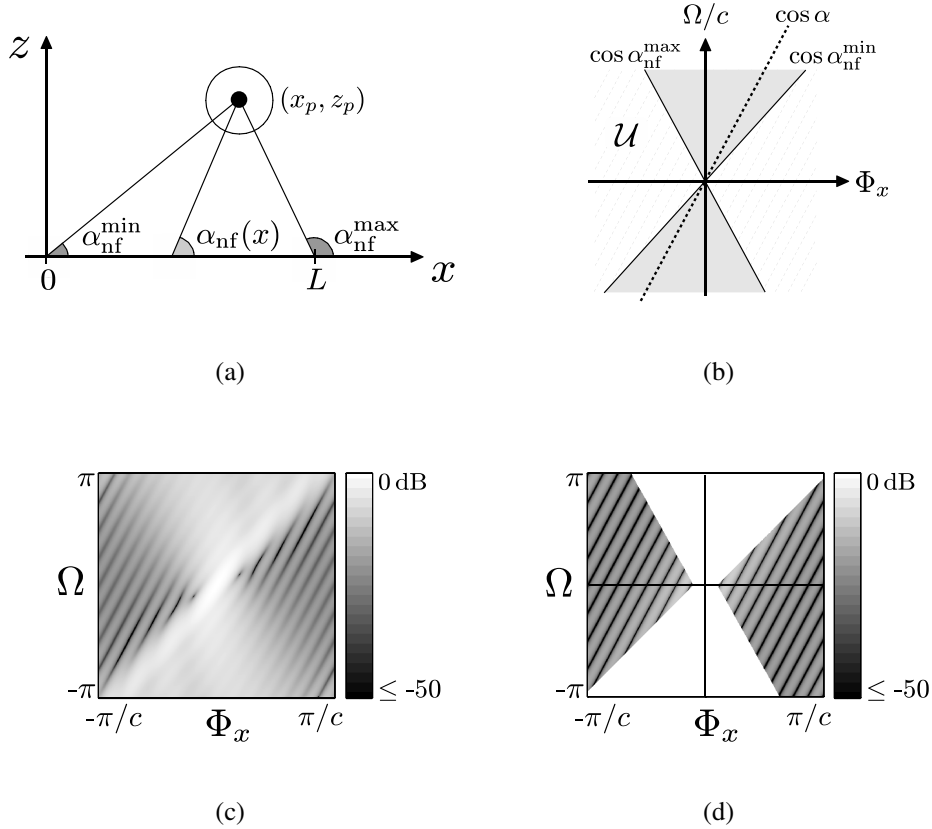 z
(x_p, z_p)
α_nf^min
α_nf(x)
α_nf^max
0
L
x
(a)
Ω/c
cos α
cos α_nf^max
cos α_nf^min
𝒰
Φ_x
(b)
π
Ω
-π
-π/c
Φ_x
π/c
0 dB
≤ -50
(c)
π
Ω
-π
-π/c
Φ_x
π/c
0 dB
≤ -50
(d)